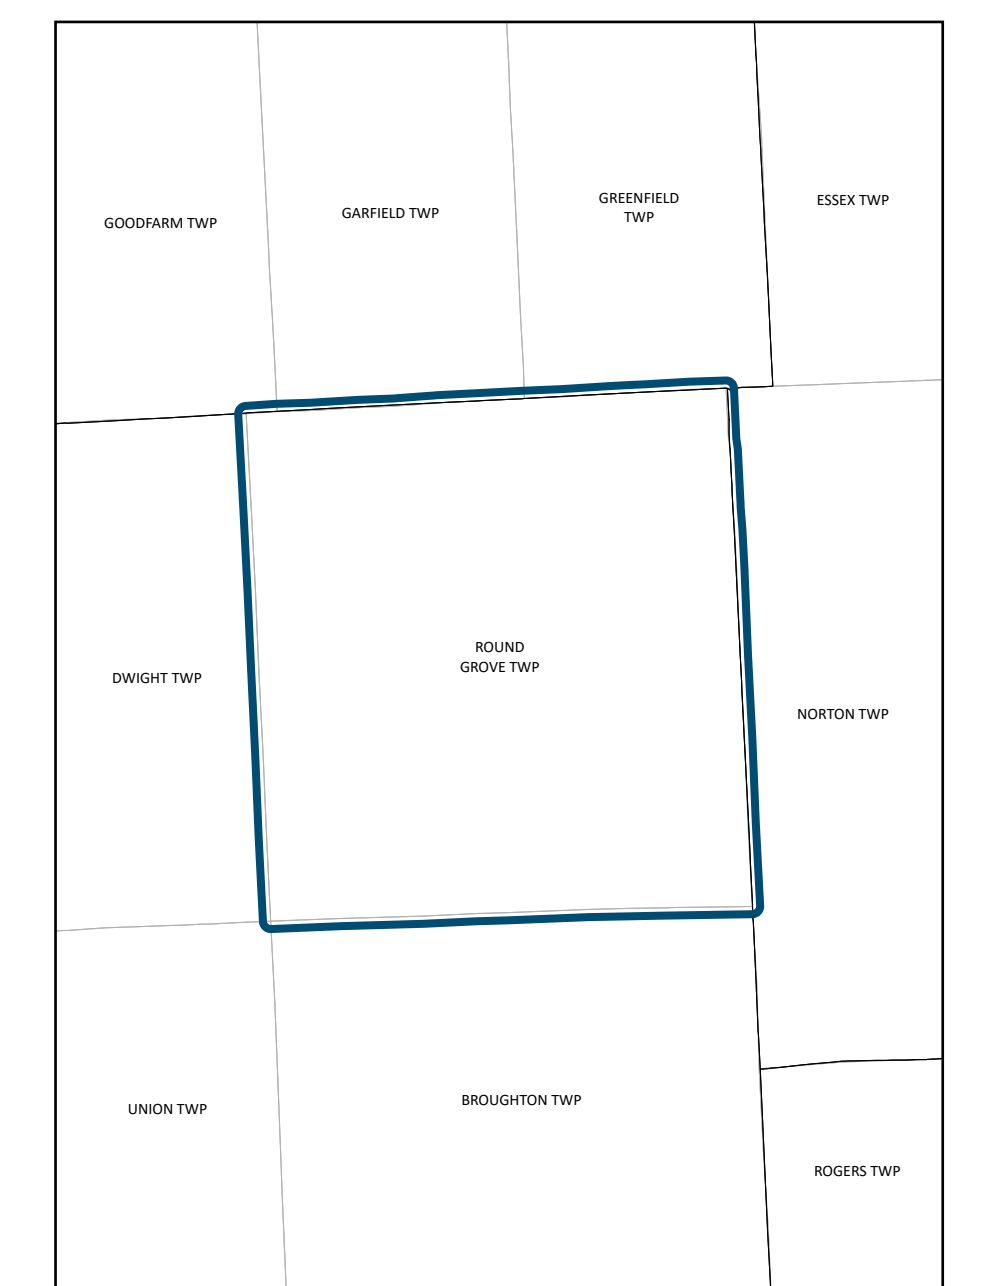 GOODFARM TWP
GARFIELD TWP
GREENFIELD
TWP
ESSEX TWP
DWIGHT TWP
ROUND
GROVE TWP
NORTON TWP
UNION TWP
BROUGHTON TWP
ROGERS TWP